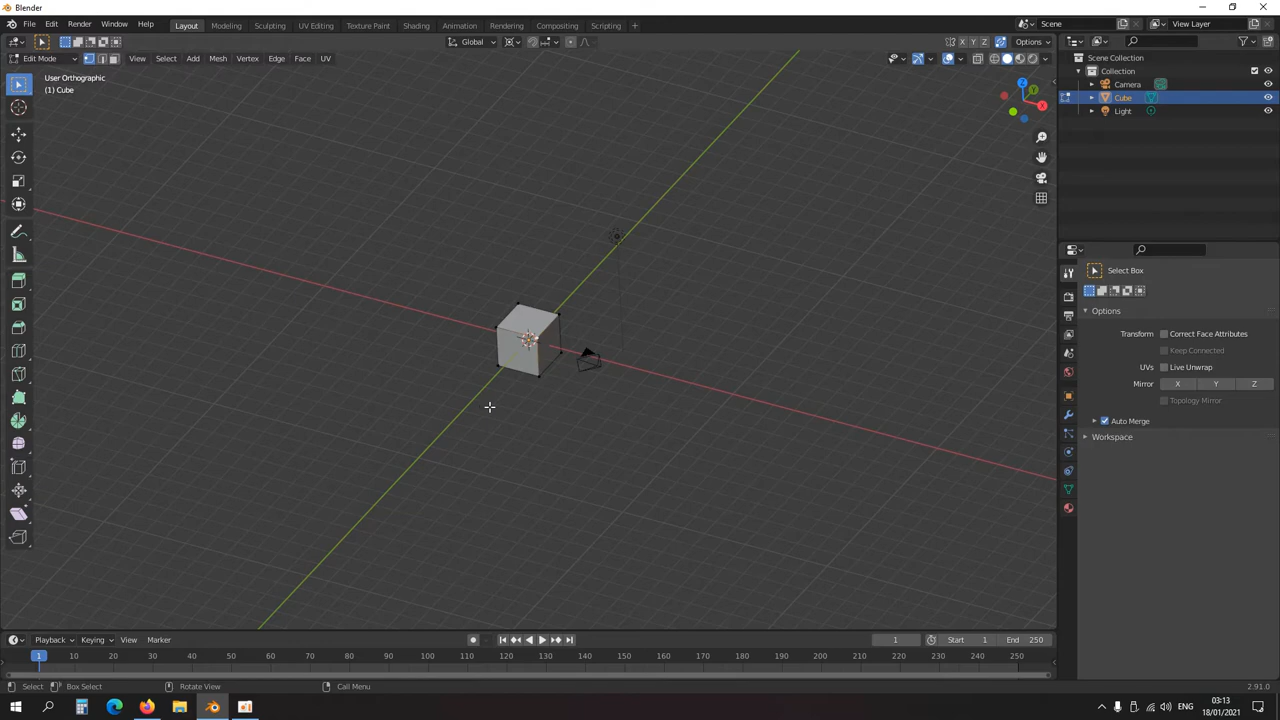 Blender
File Edit Render Window Help Layout Modeling Sculpting UV Editing Texture Paint Shading Animation Rendering Compositing Scripting + Scene View Layer
Global X Y Z Options
Edit Mode View Select Add Mesh Vertex Edge Face UV
User Orthographic
(1) Cube
Z
Y
X
Scene Collection
Collection
Camera
Cube
Light
Select Box
Options
Transform Correct Face Attributes
Keep Connected
UVs Live Unwrap
Mirror X Y Z
Topology Mirror
Auto Merge
Workspace
Playback Keying View Marker 1 Start 1 End 250
1 10 20 30 40 50 60 70 80 90 100 110 120 130 140 150 160 170 180 190 200 210 220 230 240 250
Select Box Select Rotate View Call Menu 2.91.0
ENG 03:13
18/01/2021